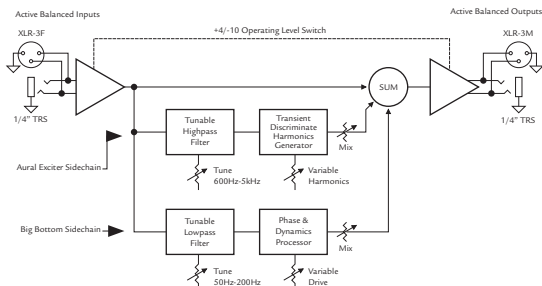 Active Balanced Inputs
Active Balanced Outputs
XLR-3F
+4/-10 Operating Level Switch
XLR-3M
SUM
1/4" TRS
1/4" TRS
Tunable
Highpass
Filter
Transient
Discriminate
Harmonics
Generator
Mix
Aural Exciter Sidechain
Tune
600Hz-5kHz
Variable
Harmonics
Big Bottom Sidechain
Tunable
Lowpass
Filter
Phase &
Dynamics
Processor
Mix
Tune
50Hz-200Hz
Variable
Drive